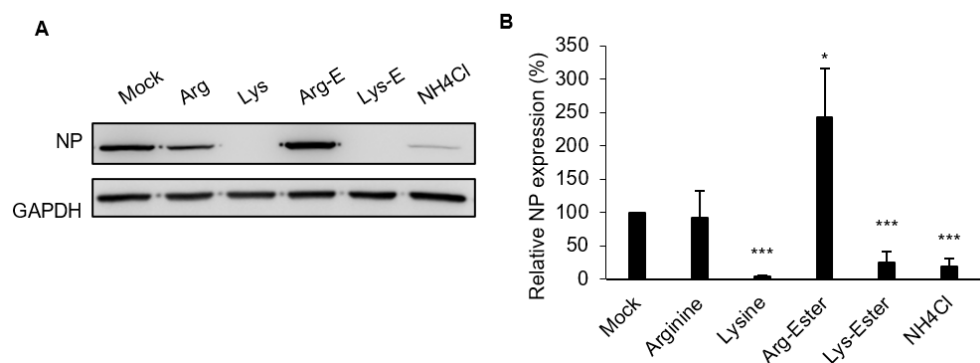 A
Mock Arg Lys Arg-E Lys-E NH4Cl
NP
GAPDH
B
Relative NP expression (%)
350
300
250
200
150
100
50
0
*
***
***
***
Mock Arginine Lysine Arg-Ester Lys-Ester NH4Cl